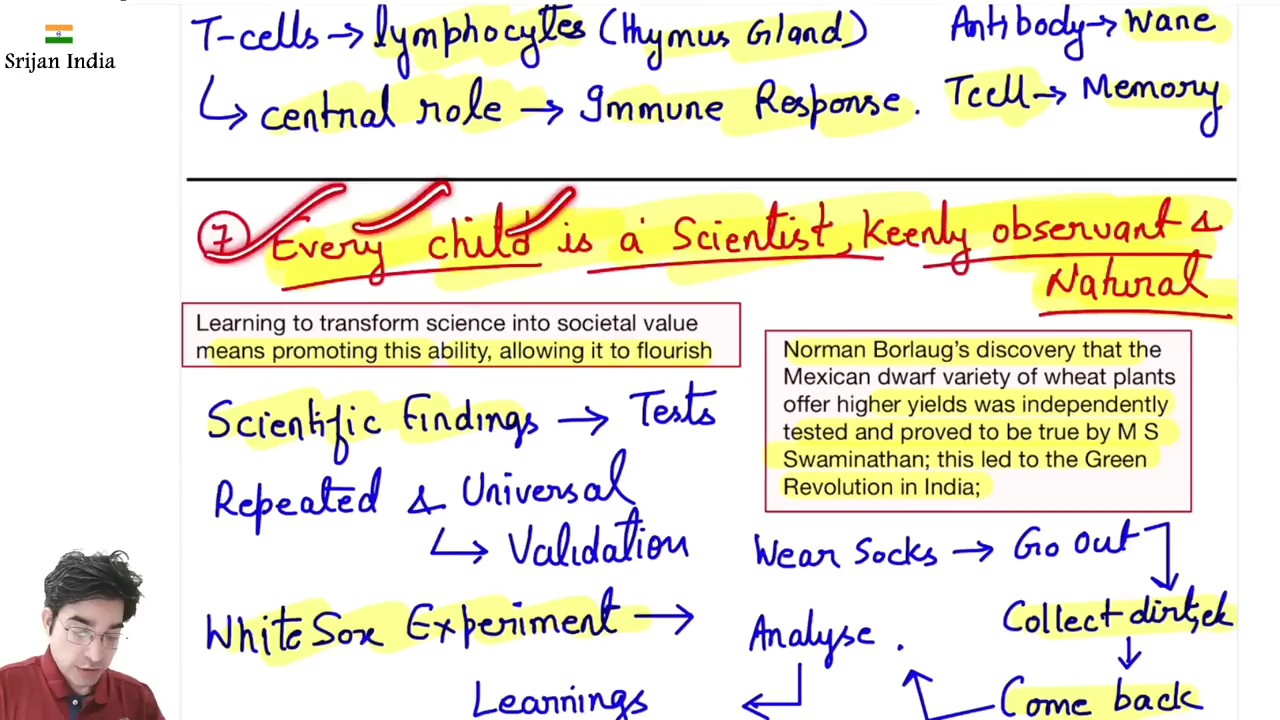 Srijan India
T-cells → lymphocytes (Thymus Gland)
↳ central role → Immune Response.
Antibody → wane
Tcell → Memory
7 Every child is a Scientist, Keenly observant &
Natural
Learning to transform science into societal value
means promoting this ability, allowing it to flourish
Norman Borlaug's discovery that the
Mexican dwarf variety of wheat plants
offer higher yields was independently
tested and proved to be true by M S
Swaminathan; this led to the Green
Revolution in India;
Scientific Findings → Tests
Repeated & Universal
↳ Validation
White Sox Experiment →
Wear Socks → Go out
Collect dirt, etc
Come back
Analyse .
Learnings